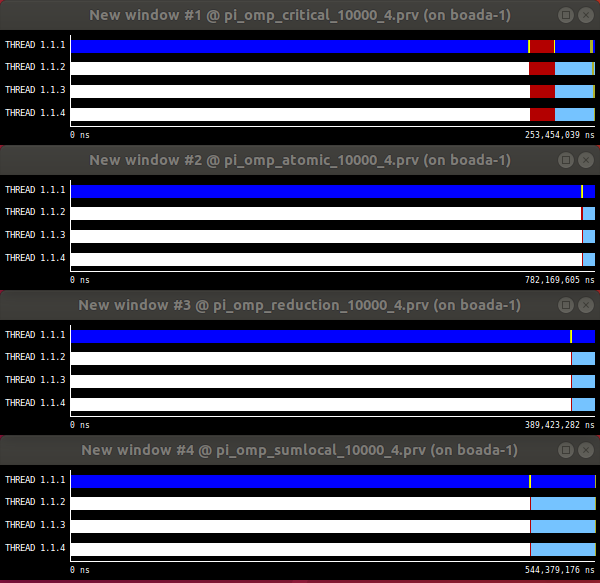 New window #1 @ pi_omp_critical_10000_4.prv (on boada-1)
THREAD 1.1.1
THREAD 1.1.2
THREAD 1.1.3
THREAD 1.1.4
0 ns 253,454,039 ns
New window #2 @ pi_omp_atomic_10000_4.prv (on boada-1)
THREAD 1.1.1
THREAD 1.1.2
THREAD 1.1.3
THREAD 1.1.4
0 ns 782,169,605 ns
New window #3 @ pi_omp_reduction_10000_4.prv (on boada-1)
THREAD 1.1.1
THREAD 1.1.2
THREAD 1.1.3
THREAD 1.1.4
0 ns 389,423,282 ns
New window #4 @ pi_omp_sumlocal_10000_4.prv (on boada-1)
THREAD 1.1.1
THREAD 1.1.2
THREAD 1.1.3
THREAD 1.1.4
0 ns 544,379,176 ns